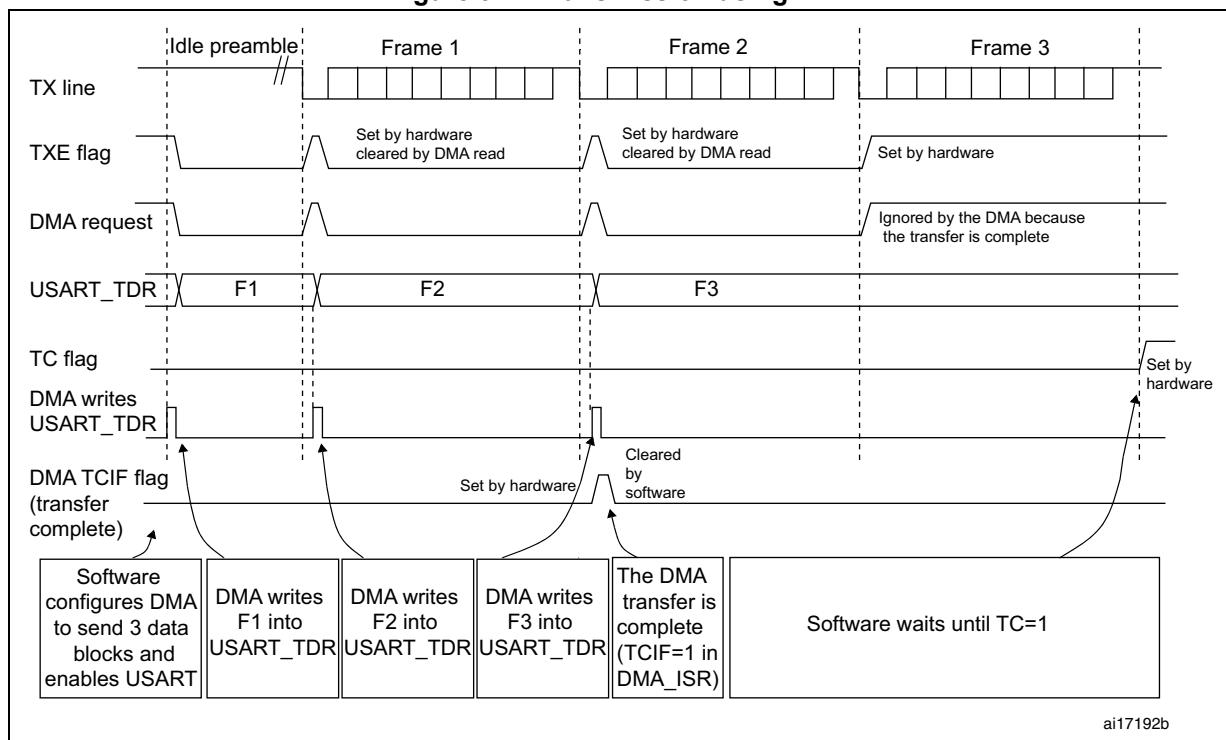 Idle preamble
Frame 1
Frame 2
Frame 3
TX line
TXE flag
Set by hardware
cleared by DMA read
Set by hardware
cleared by DMA read
Set by hardware
DMA request
Ignored by the DMA because
the transfer is complete
USART_TDR
F1
F2
F3
TC flag
Set by
hardware
DMA writes
USART_TDR
DMA TCIF flag
(transfer
complete)
Set by hardware
Cleared
by
software
Software
configures DMA
to send 3 data
blocks and
enables USART
DMA writes
F1 into
USART_TDR
DMA writes
F2 into
USART_TDR
DMA writes
F3 into
USART_TDR
The DMA
transfer is
complete
(TCIF=1 in
DMA_ISR)
Software waits until TC=1
ai17192b